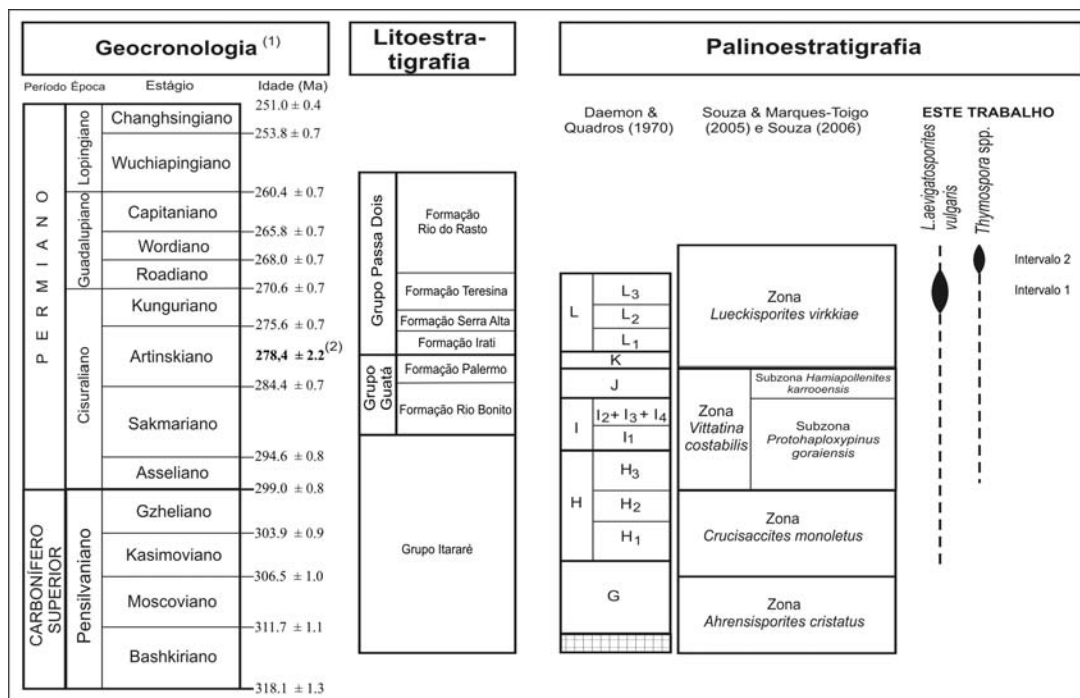 Geocronologia (1)
Período Época Estágio Idade (Ma)
PERMIANO
CARBONÍFERO
SUPERIOR
Lopingiano
Guadalupiano
Cisuraliano
Pensilvaniano
Changhsingiano
Wuchiapingiano
Capitaniano
Wordiano
Roadiano
Kunguriano
Artinskiano
Sakmariano
Asseliano
Gzheliano
Kasimoviano
Moscoviano
Bashkiriano
251.0 ± 0.4
253.8 ± 0.7
260.4 ± 0.7
265.8 ± 0.7
268.0 ± 0.7
270.6 ± 0.7
275.6 ± 0.7
278,4 ± 2.2 (2)
284.4 ± 0.7
294.6 ± 0.8
299.0 ± 0.8
303.9 ± 0.9
306.5 ± 1.0
311.7 ± 1.1
318.1 ± 1.3
Litoestra-
tigrafia
Grupo Passa Dois
Grupo
Guatá
Formação
Rio do Rasto
Formação Teresina
Formação Serra Alta
Formação Irati
Formação Palermo
Formação Rio Bonito
Grupo Itararé
Palinoestratigrafia
Daemon &
Quadros (1970)
L
L3
L2
L1
K
J
I
I2+ I3 + I4
I1
H
H3
H2
H1
G
Souza & Marques-Toigo
(2005) e Souza (2006)
Zona
Lueckisporites virkkiae
Zona
Vittatina
costabilis
Subzona Hamiapollenites
karrooensis
Subzona
Protohaploxypinus
goraiensis
Zona
Crucisaccites monoletus
Zona
Ahrensisporites cristatus
ESTE TRABALHO
L.aevigatosporites
vulgaris
Thymospora spp.
Intervalo 2
Intervalo 1